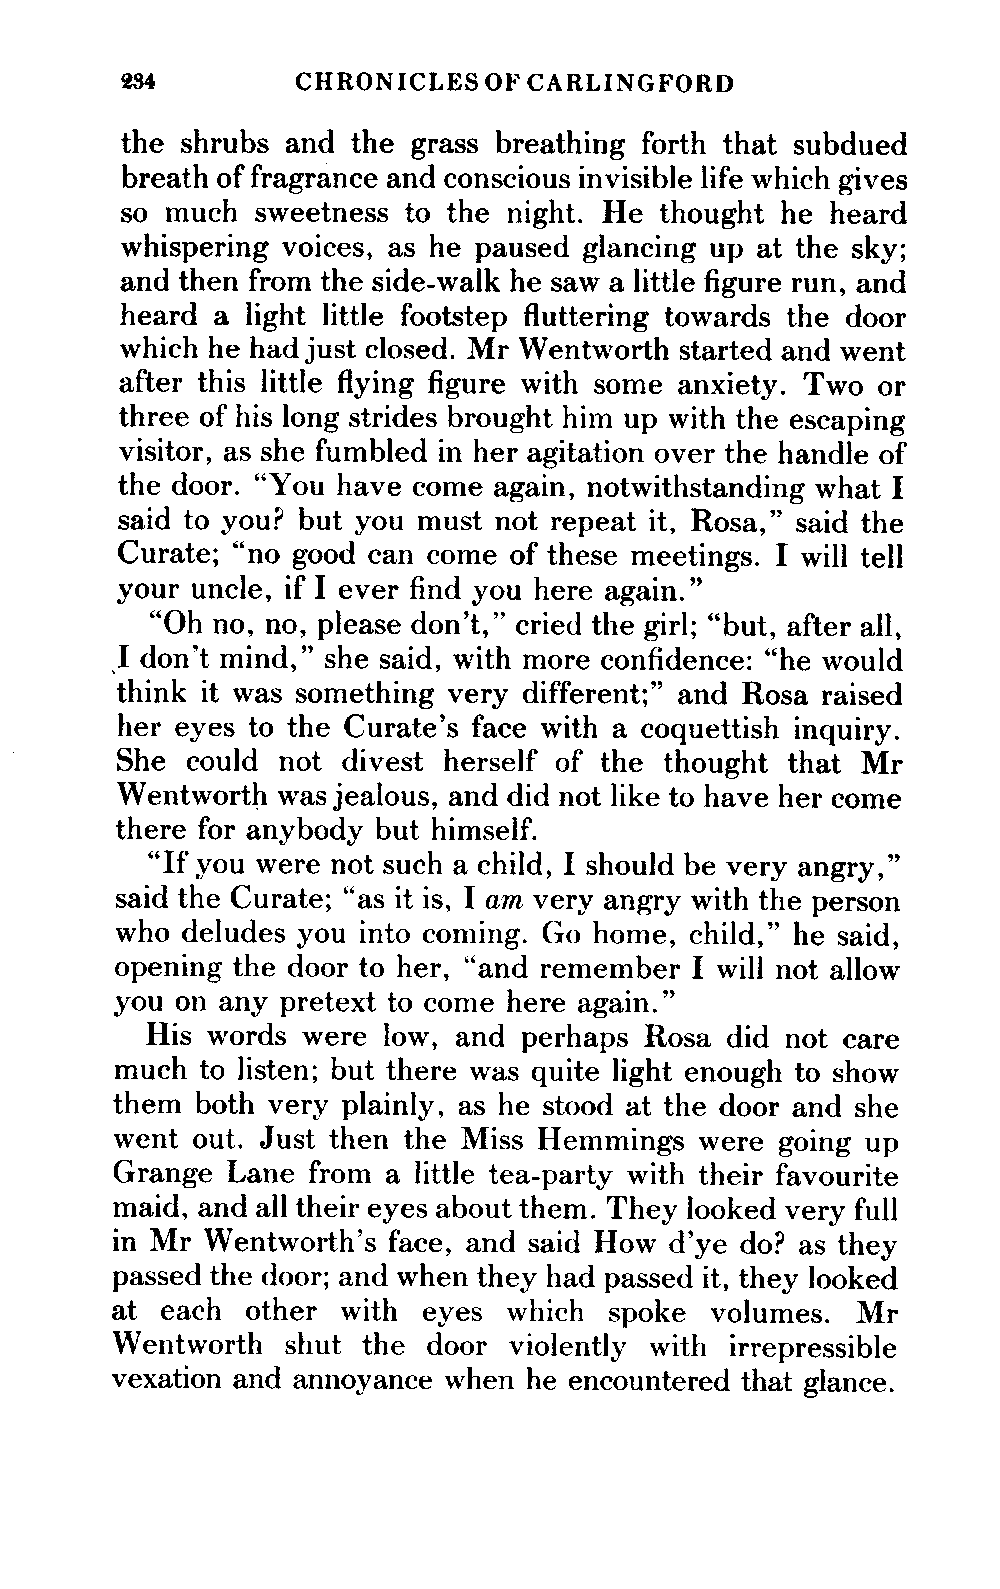 234 CHRONICLES OF CARLINGFORD
the shrubs and the grass breathing forth that subdued
breath of fragrance and conscious invisible life which gives
so much sweetness to the night. He thought he heard
whispering voices, as he paused glancing up at the sky;
and then from the side-walk he saw a little figure run, and
heard a light little footstep fluttering towards the door
which he had just closed. Mr Wentworth started and went
after this little flying figure with some anxiety. Two or
three of his long strides brought him up with the escaping
visitor, as she fumbled in her agitation over the handle of
the door. “You have come again, notwithstanding what I
said to you? but you must not repeat it, Rosa,” said the
Curate; “no good can come of these meetings. I will tell
your uncle, if I ever find you here again.”
“Oh no, no, please don’t,” cried the girl; “but, after all,
I don’t mind,” she said, with more confidence: “he would
think it was something very different;” and Rosa raised
her eyes to the Curate’s face with a coquettish inquiry.
She could not divest herself of the thought that Mr
Wentworth was jealous, and did not like to have her come
there for anybody but himself.
“If you were not such a child, I should be very angry,”
said the Curate; “as it is, I am very angry with the person
who deludes you into coming. Go home, child,” he said,
opening the door to her, “and remember I will not allow
you on any pretext to come here again.”
His words were low, and perhaps Rosa did not care
much to listen; but there was quite light enough to show
them both very plainly, as he stood at the door and she
went out. Just then the Miss Hemmings were going up
Grange Lane from a little tea-party with their favourite
maid, and all their eyes about them. They looked very full
in Mr Wentworth’s face, and said How d’ye do? as they
passed the door; and when they had passed it, they looked
at each other with eyes which spoke volumes. Mr
Wentworth shut the door violently with irrepressible
vexation and annoyance when he encountered that glance.